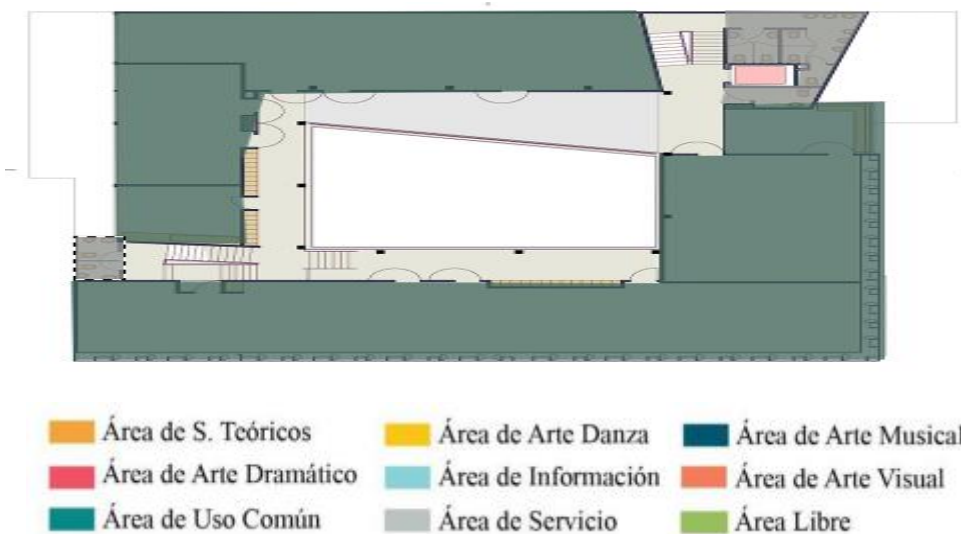 Área de S. Teóricos
Área de Arte Danza
Área de Arte Musical
Área de Arte Dramático
Área de Información
Área de Arte Visual
Área de Uso Común
Área de Servicio
Área Libre